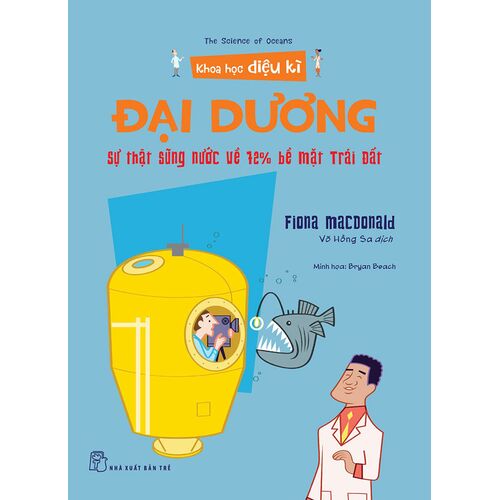 The Science of Oceans
Khoa học diệu kì
ĐẠI DƯƠNG
Sự thật sũng nước về 72% bề mặt Trái Đất
Fiona Macdonald
Võ Hồng Sa dịch
Minh họa: Bryan Beach
NHÀ XUẤT BẢN TRẺ